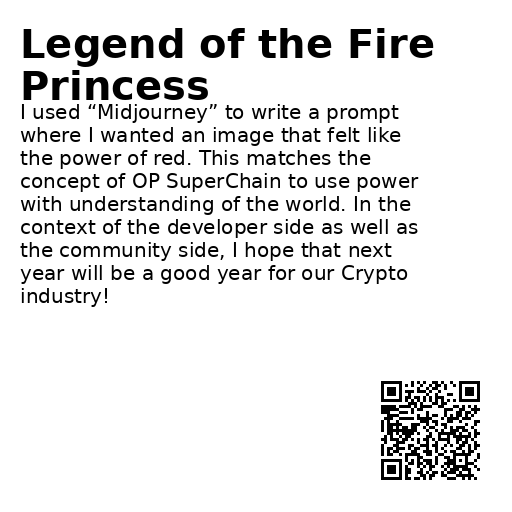 Legend of the Fire
Princess
I used “Midjourney” to write a prompt
where I wanted an image that felt like
the power of red. This matches the
concept of OP SuperChain to use power
with understanding of the world. In the
context of the developer side as well as
the community side, I hope that next
year will be a good year for our Crypto
industry!